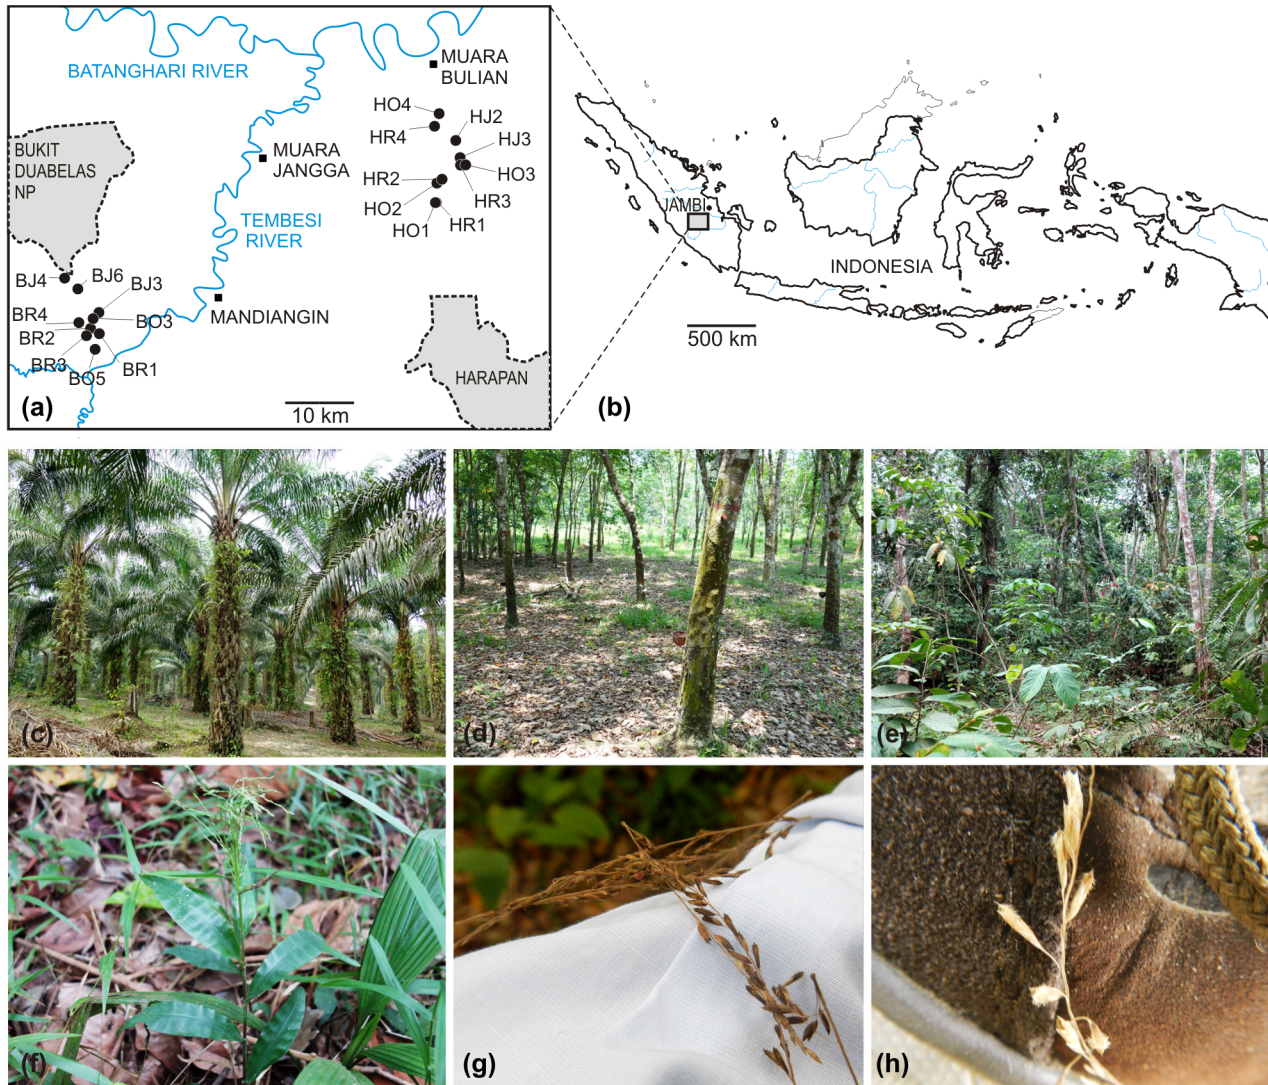 BATANGHARI RIVER
MUARA
BULIAN
HO4
HR4
HJ2
HJ3
HO3
HR3
HR2
HO2
HO1
HR1
BUKIT
DUABELAS
NP
MUARA
JANGGA
TEMBESI
RIVER
BJ4
BJ6
BJ3
BR4
BO3
BR2
BR3
BR1
BO5
MANDIANGIN
HARAPAN
10 km
(a)
JAMBI
INDONESIA
500 km
(b)
(c)
(d)
(e)
(f)
(g)
(h)